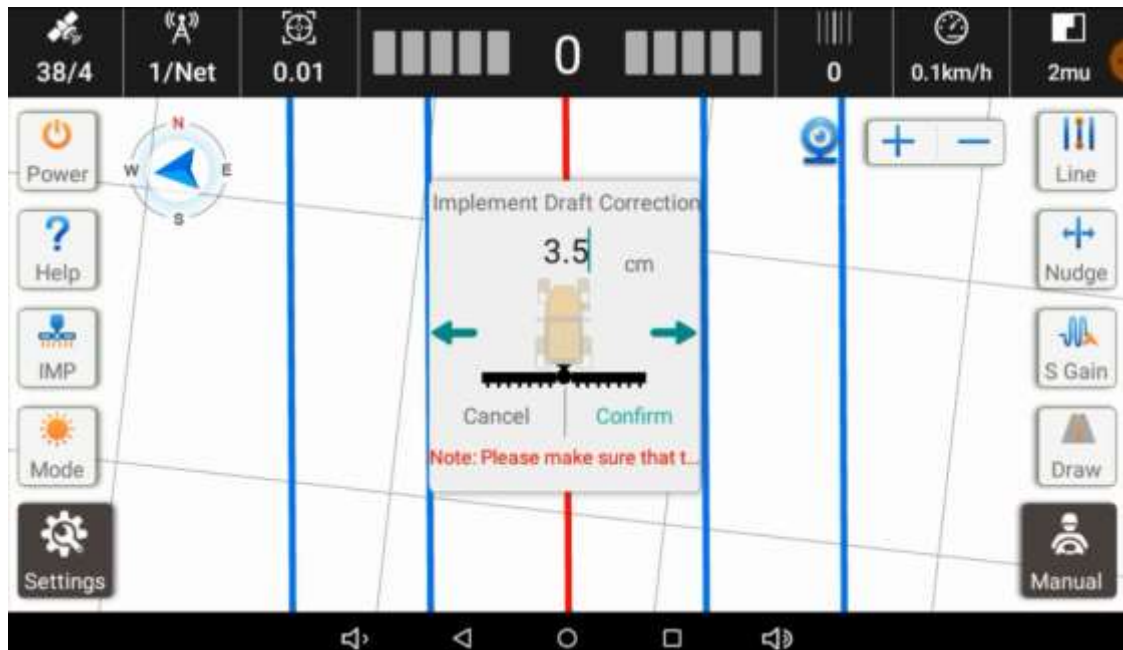 38/4
1/Net
0.01
0
0
0.1km/h
2mu
Power
Help
IMP
Mode
Settings
N
W
E
S
Implement Draft Correction
3.5
cm
Cancel
Confirm
Note: Please make sure that t...
Line
Nudge
S Gain
Draw
Manual